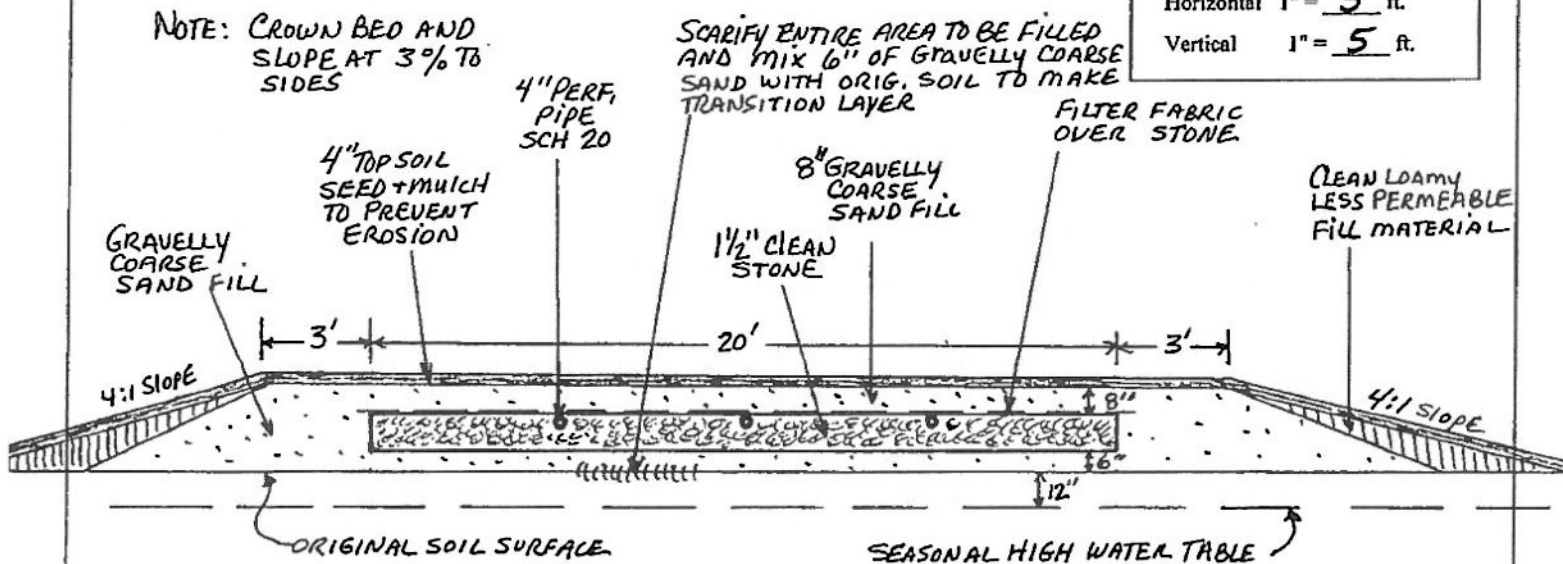 Horizontal 1" = 5 ft.
Vertical 1" = 5 ft.
NOTE: CROWN BED AND
SLOPE AT 3% TO
SIDES
SCARIFY ENTIRE AREA TO BE FILLED
AND MIX 6" OF GRAVELLY COARSE
SAND WITH ORIG. SOIL TO MAKE
TRANSITION LAYER
4" PERF,
PIPE
SCH 20
FILTER FABRIC
OVER STONE
4" TOPSOIL
SEED + MULCH
TO PREVENT
EROSION
8" GRAVELLY
COARSE
SAND FILL
CLEAN LOAMY
LESS PERMEABLE
FILL MATERIAL
GRAVELLY
COARSE
SAND FILL
1 1/2" CLEAN
STONE
3'
20'
3'
4:1 SLOPE
8"
4:1 SLOPE
6"
12"
ORIGINAL SOIL SURFACE
SEASONAL HIGH WATER TABLE